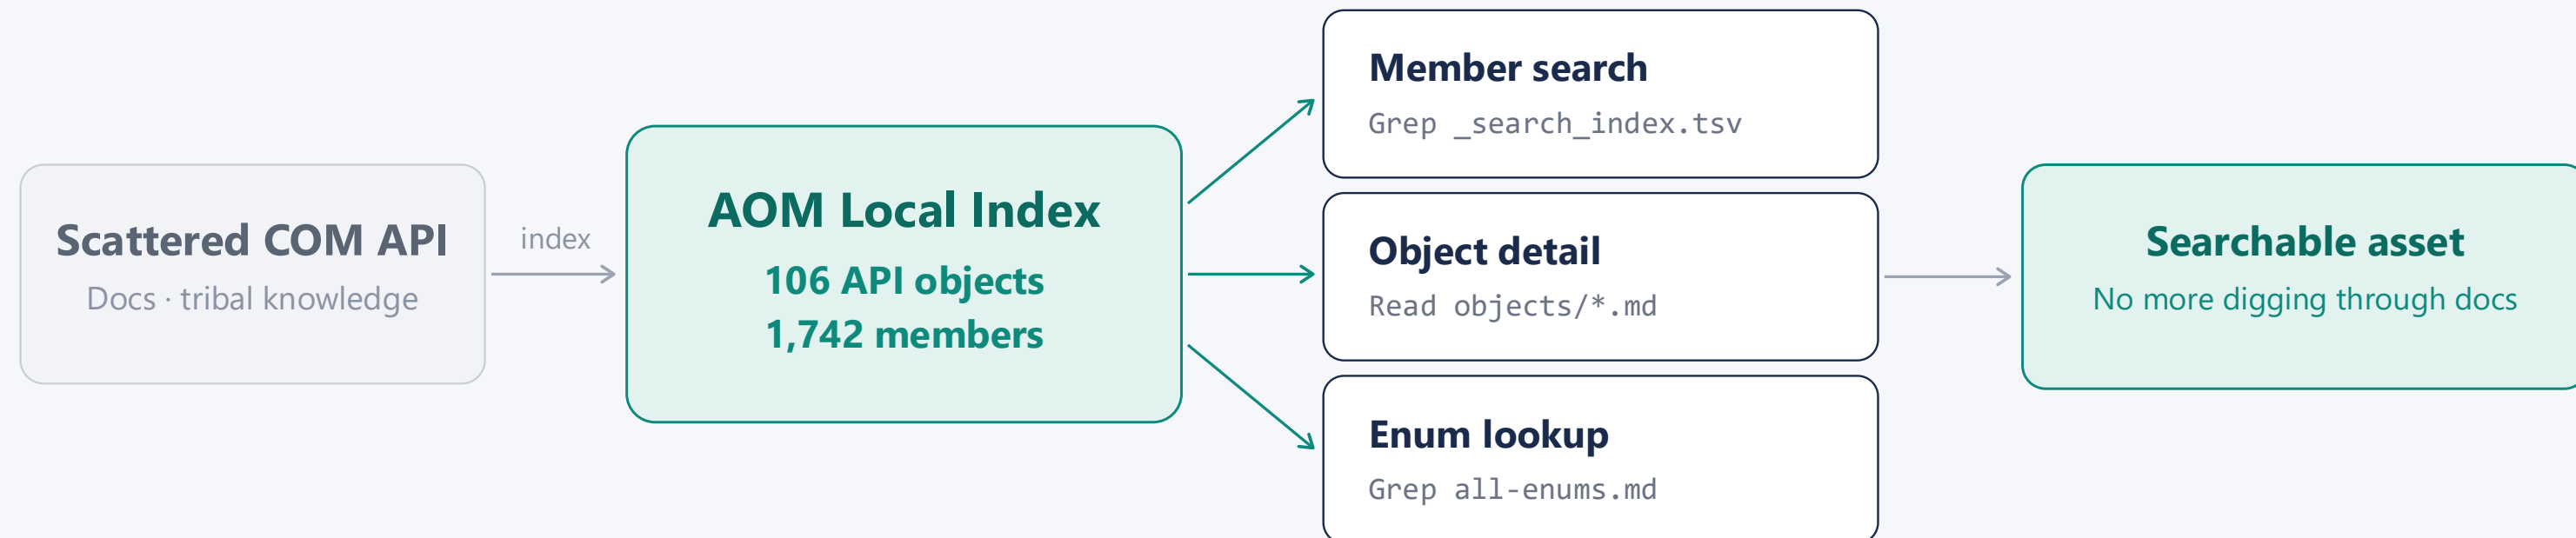 Scattered COM API
Docs · tribal knowledge
index
AOM Local Index
106 API objects
1,742 members
Member search
Grep _search_index.tsv
Object detail
Read objects/*.md
Enum lookup
Grep all-enums.md
Searchable asset
No more digging through docs